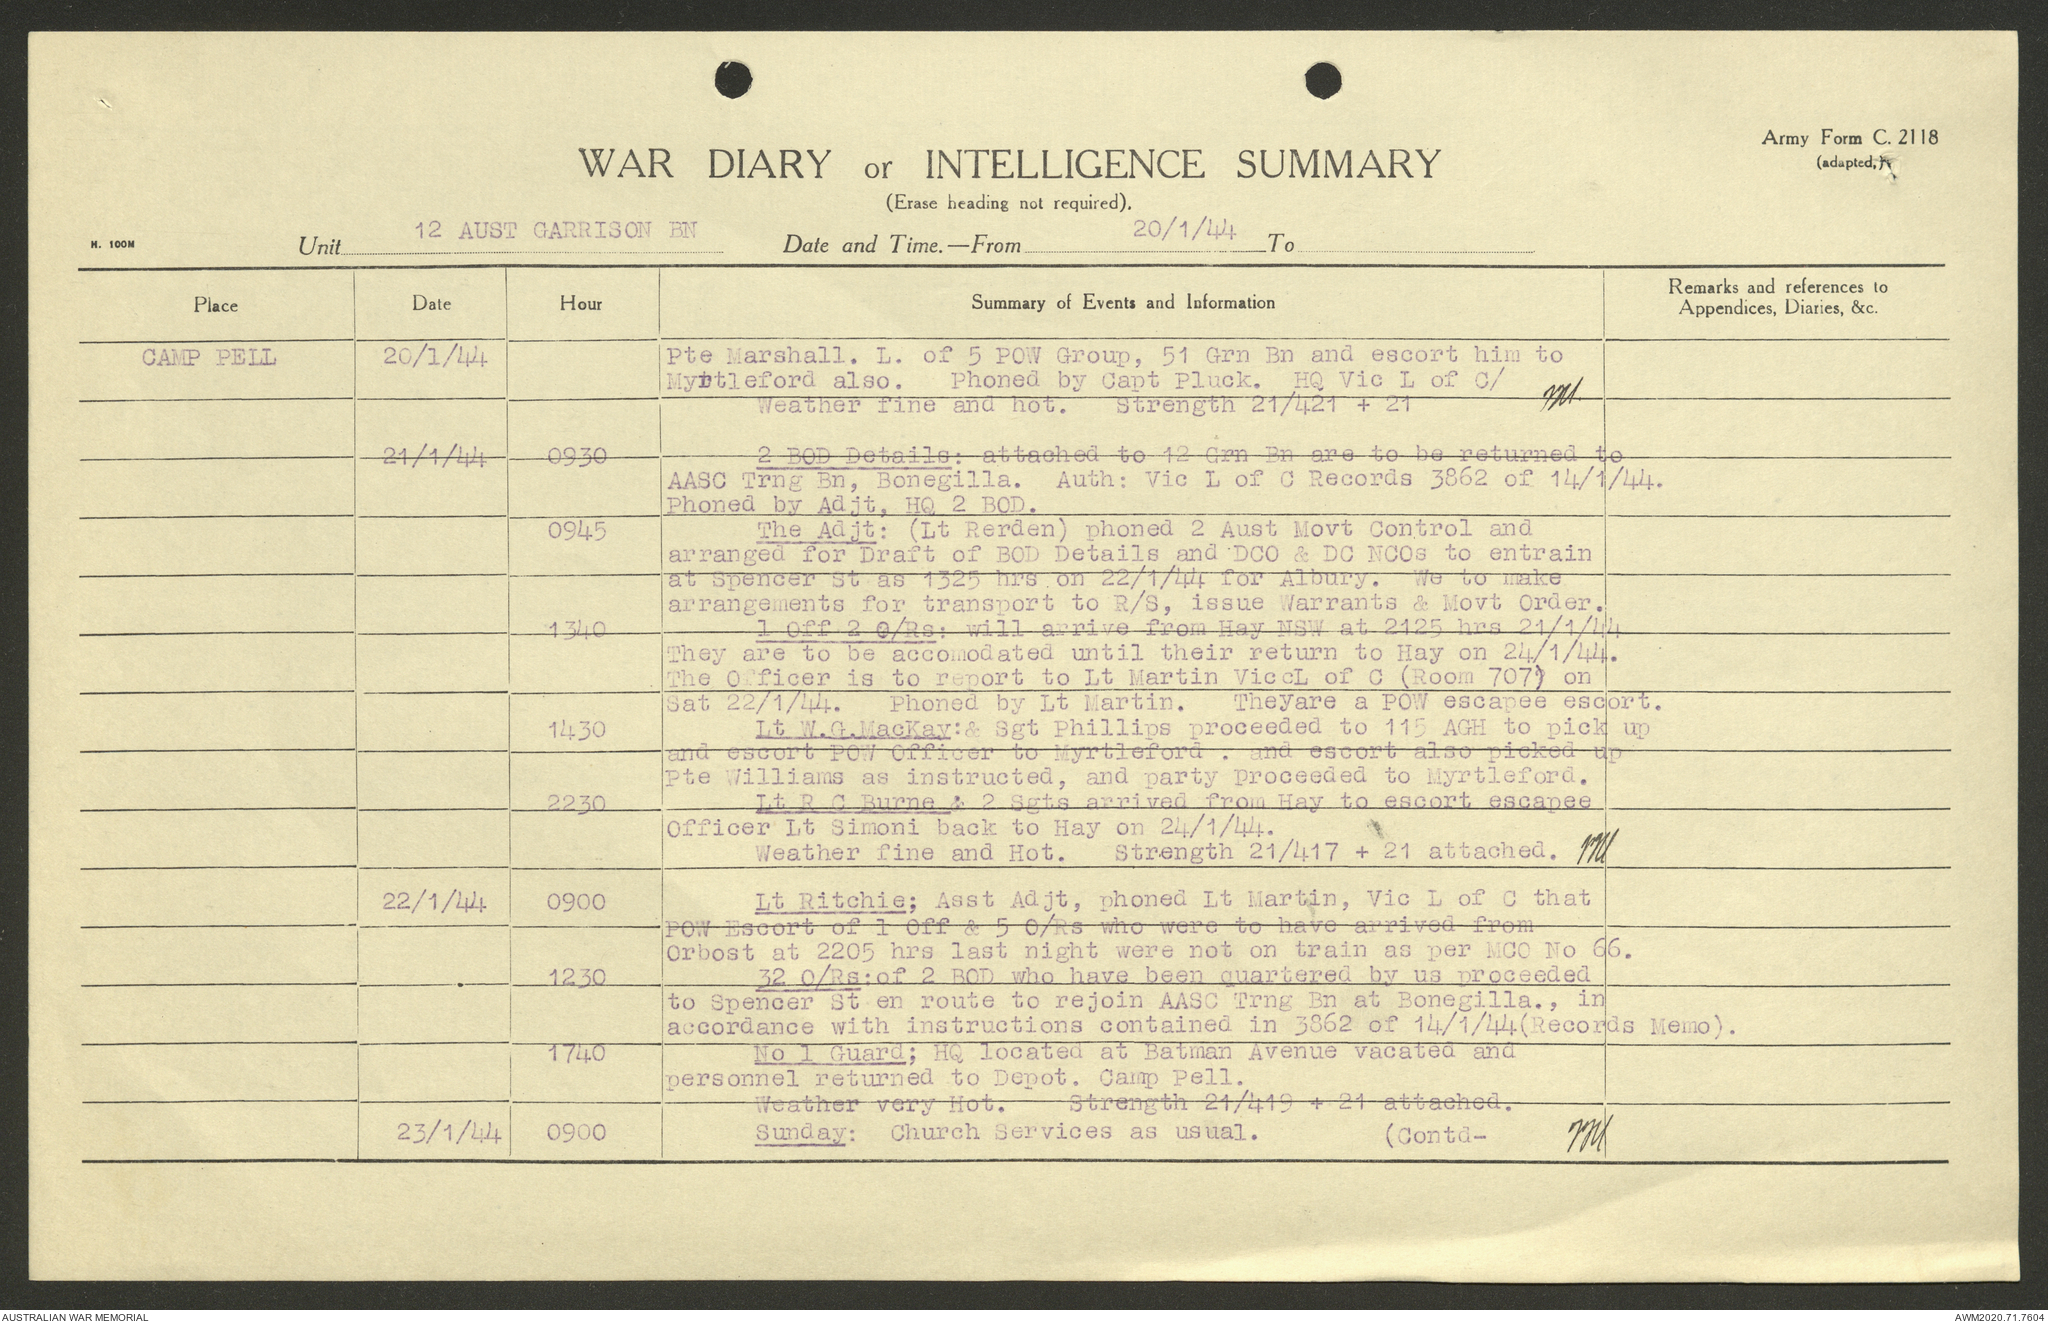 Army Form C. 2118
(adapted,)
WAR DIARY or INTELLIGENCE SUMMARY
(Erase heading not required).
H. 100M
Unit 12 AUST GARRISON BN Date and Time.—From 20/1/44 To
Place Date Hour Summary of Events and Information Remarks and references to Appendices, Diaries, &c.
CAMP PELL 20/1/44 Pte Marshall. L. of 5 POW Group, 51 Grn Bn and escort him to
Myrtleford also. Phoned by Capt Pluck. HQ Vic L of C/
Weather fine and hot. Strength 21/421 + 21
21/1/44 0930 2 BOD Details: attached to 12 Grn Bn are to be returned to
AASC Trng Bn, Bonegilla. Auth: Vic L of C Records 3862 of 14/1/44.
Phoned by Adjt, HQ 2 BOD.
0945 The Adjt: (Lt Rerden) phoned 2 Aust Movt Control and
arranged for Draft of BOD Details and DCO & DC NCOs to entrain
at Spencer St as 1325 hrs on 22/1/44 for Albury. We to make
arrangements for transport to R/S, issue Warrants & Movt Order.
1340 1 Off 2 O/Rs: will arrive from Hay NSW at 2125 hrs 21/1/44
They are to be accomodated until their return to Hay on 24/1/44.
The Officer is to report to Lt Martin ViccL of C (Room 707) on
Sat 22/1/44. Phoned by Lt Martin. Theyare a POW escapee escort.
1430 Lt W.G.MacKay:& Sgt Phillips proceeded to 115 AGH to pick up
and escort POW Officer to Myrtleford . and escort also picked up
Pte Williams as instructed, and party proceeded to Myrtleford.
2230 Lt R C Burne & 2 Sgts arrived from Hay to escort escapee
Officer Lt Simoni back to Hay on 24/1/44.
Weather fine and Hot. Strength 21/417 + 21 attached.
22/1/44 0900 Lt Ritchie; Asst Adjt, phoned Lt Martin, Vic L of C that
POW Escort of 1 Off & 5 O/Rs who were to have arrived from
Orbost at 2205 hrs last night were not on train as per MCO No 66.
1230 32 O/Rs:of 2 BOD who have been quartered by us proceeded
to Spencer St en route to rejoin AASC Trng Bn at Bonegilla., in
accordance with instructions contained in 3862 of 14/1/44(Records Memo).
1740 No 1 Guard; HQ located at Batman Avenue vacated and
personnel returned to Depot. Camp Pell.
Weather very Hot. Strength 21/419 + 21 attached.
23/1/44 0900 Sunday: Church Services as usual. (Contd-
AUSTRALIAN WAR MEMORIAL AWM2020.71.7604